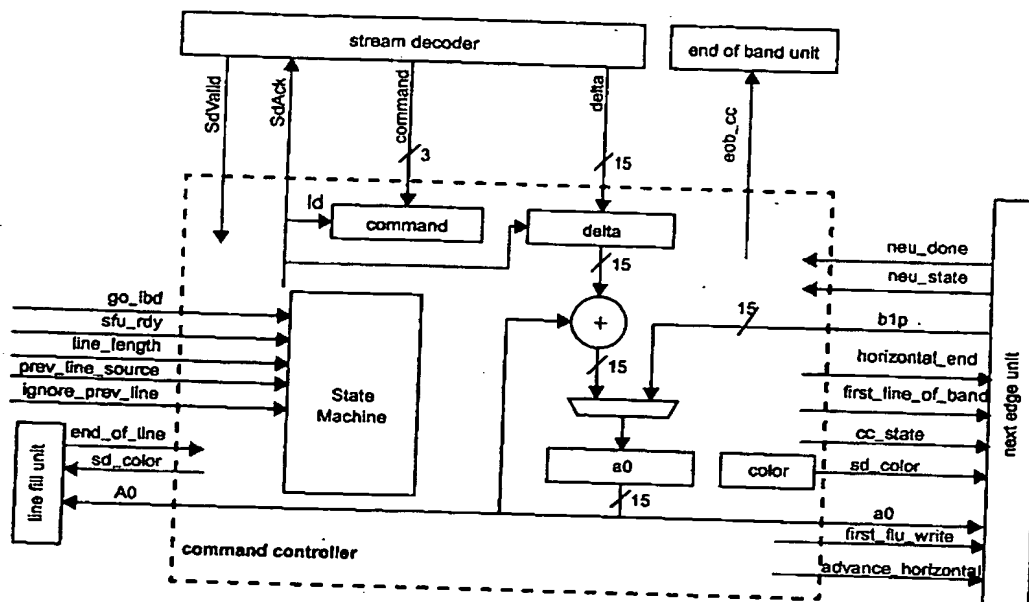 stream decoder
end of band unit
SdValid
SdAck
command
delta
eob_cc
3
15
ld
command
delta
neu_done
15
neu_state
go_lbd
15
b1p
sfu_rdy
+
line_length
15
horizontal_end
prev_line_source
State
Machine
first_line_of_band
ignore_prev_line
next edge unit
end_of_line
cc_state
line fill unit
sd_color
a0
color
sd_color
A0
15
a0
first_flu_write
command controller
advance_horizontal